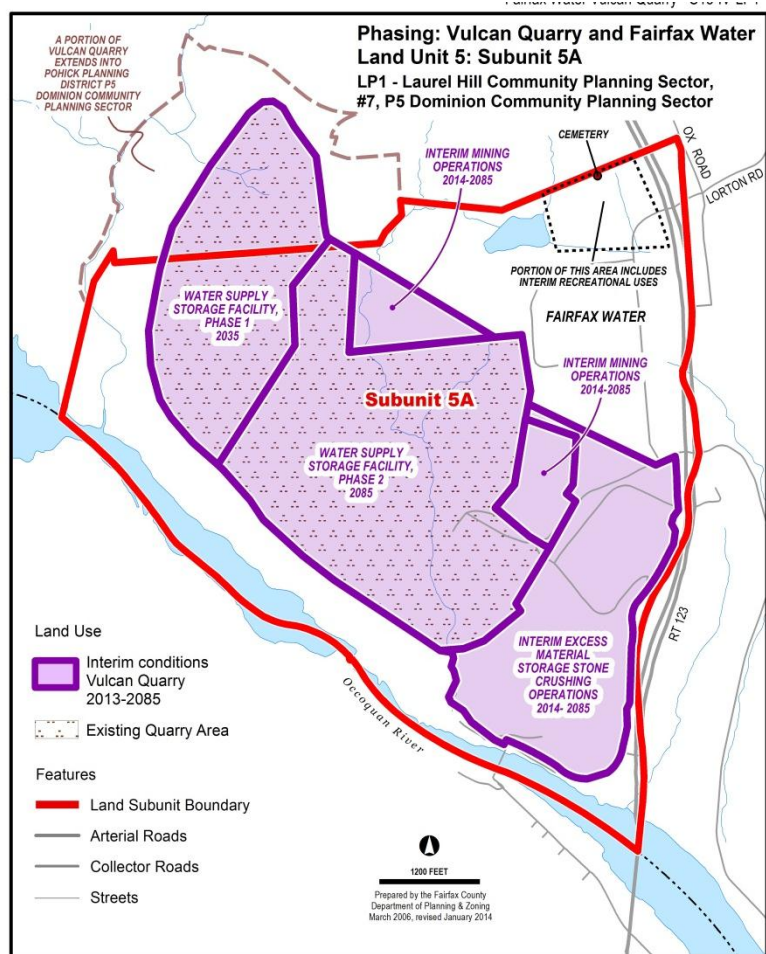 Phasing: Vulcan Quarry and Fairfax Water
Land Unit 5: Subunit 5A
LP1 - Laurel Hill Community Planning Sector,
#7, P5 Dominion Community Planning Sector
A PORTION OF
VULCAN QUARRY
EXTENDS INTO
POHICK PLANNING
DISTRICT P5
DOMINION COMMUNITY
PLANNING SECTOR
CEMETERY
OX ROAD
LORTON RD
INTERIM MINING
OPERATIONS
2014-2085
PORTION OF THIS AREA INCLUDES
INTERIM RECREATIONAL USES
FAIRFAX WATER
WATER SUPPLY
STORAGE FACILITY,
PHASE 1
2035
INTERIM MINING
OPERATIONS
2014-2085
Subunit 5A
WATER SUPPLY
STORAGE FACILITY,
PHASE 2
2085
RT 123
INTERIM EXCESS
MATERIAL
STORAGE STONE
CRUSHING
OPERATIONS
2014- 2085
Occoquan River
Land Use
Interim conditions
Vulcan Quarry
2013-2085
Existing Quarry Area
Features
Land Subunit Boundary
Arterial Roads
Collector Roads
Streets
1200 FEET
Prepared by the Fairfax County
Department of Planning & Zoning
March 2006, revised January 2014